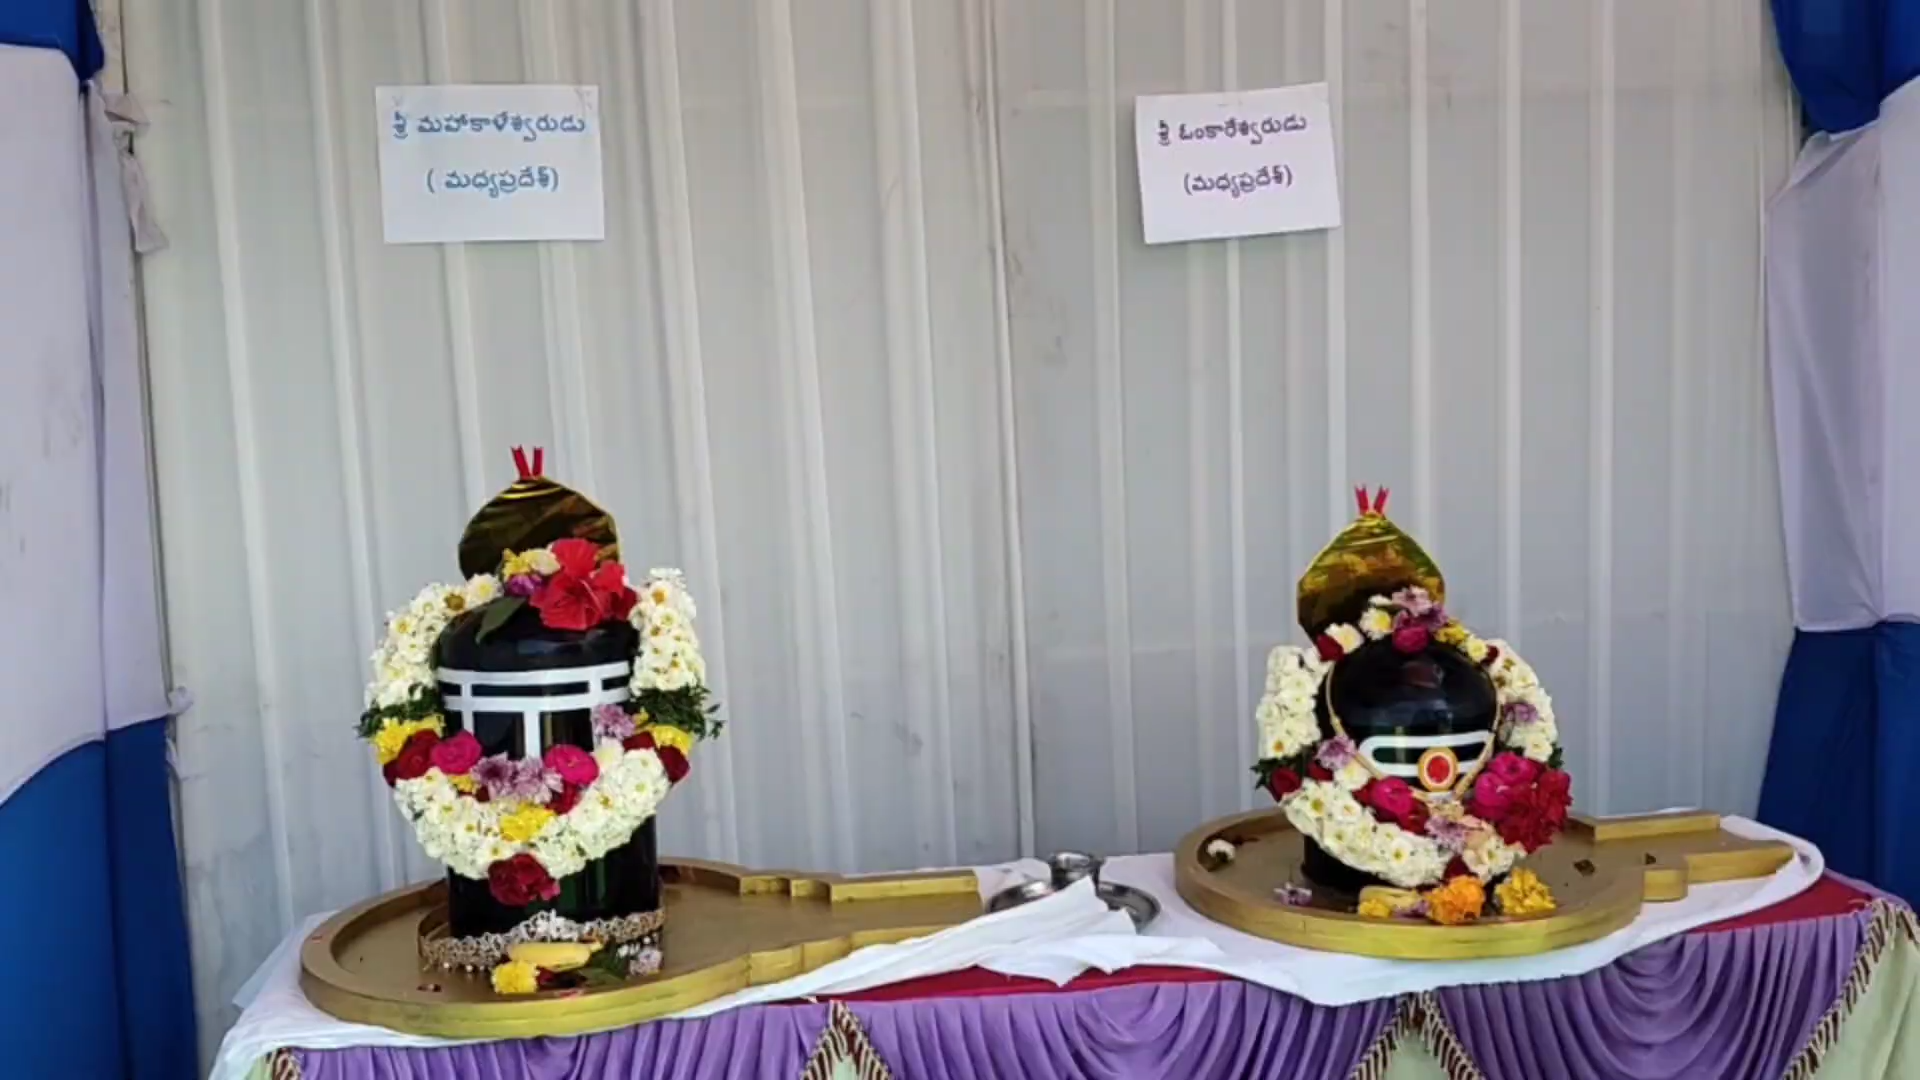 శ్రీ మహాకాళేశ్వరుడు
( మధ్యప్రదేశ్)
శ్రీ ఓంకారేశ్వరుడు
(మధ్యప్రదేశ్)